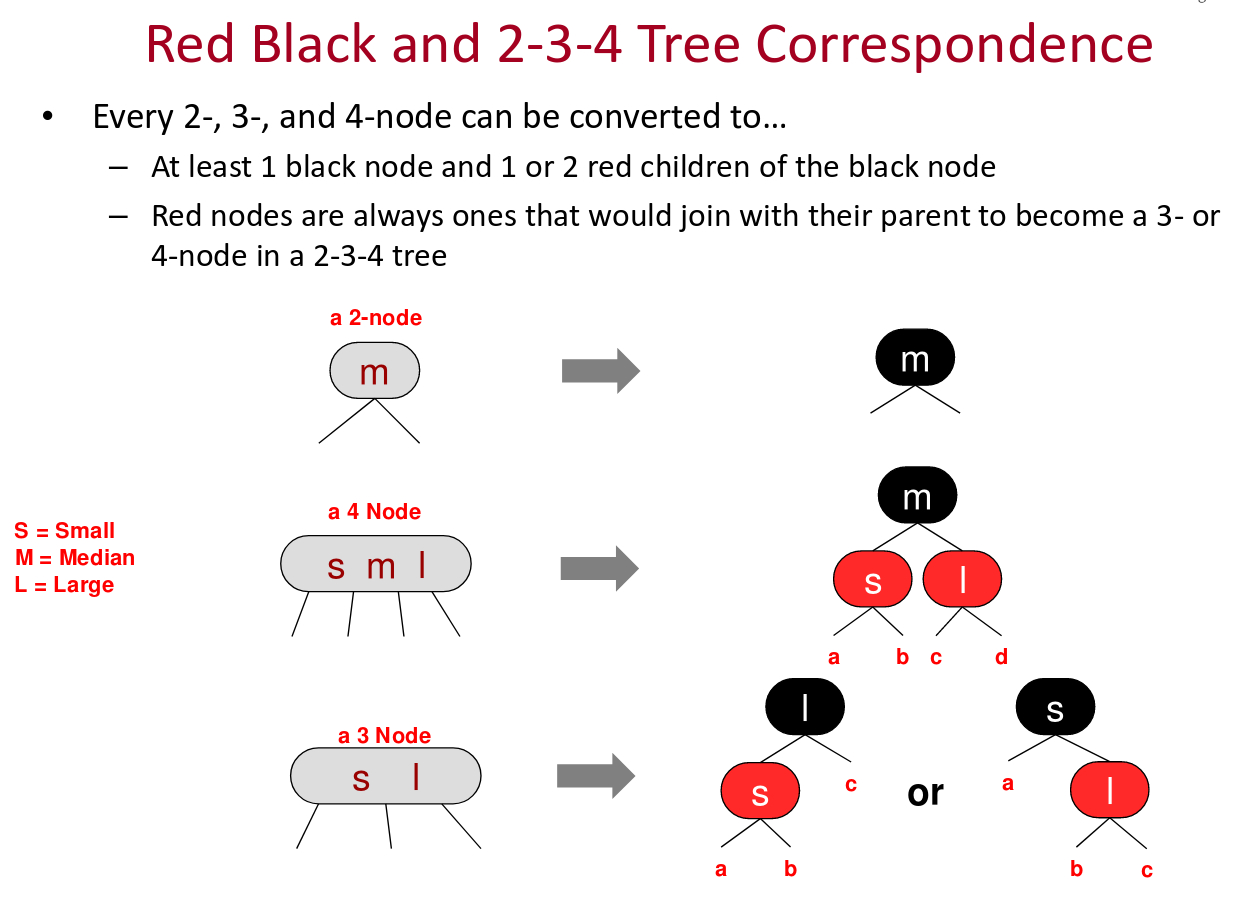 Red Black and 2-3-4 Tree Correspondence
• Every 2-, 3-, and 4-node can be converted to…
– At least 1 black node and 1 or 2 red children of the black node
– Red nodes are always ones that would join with their parent to become a 3- or
4-node in a 2-3-4 tree
a 2-node
m
m
S = Small
M = Median
L = Large
a 4 Node
s m l
m
s l
a b c d
a 3 Node
s l
l
s
c
a b
or
s
a
l
b c